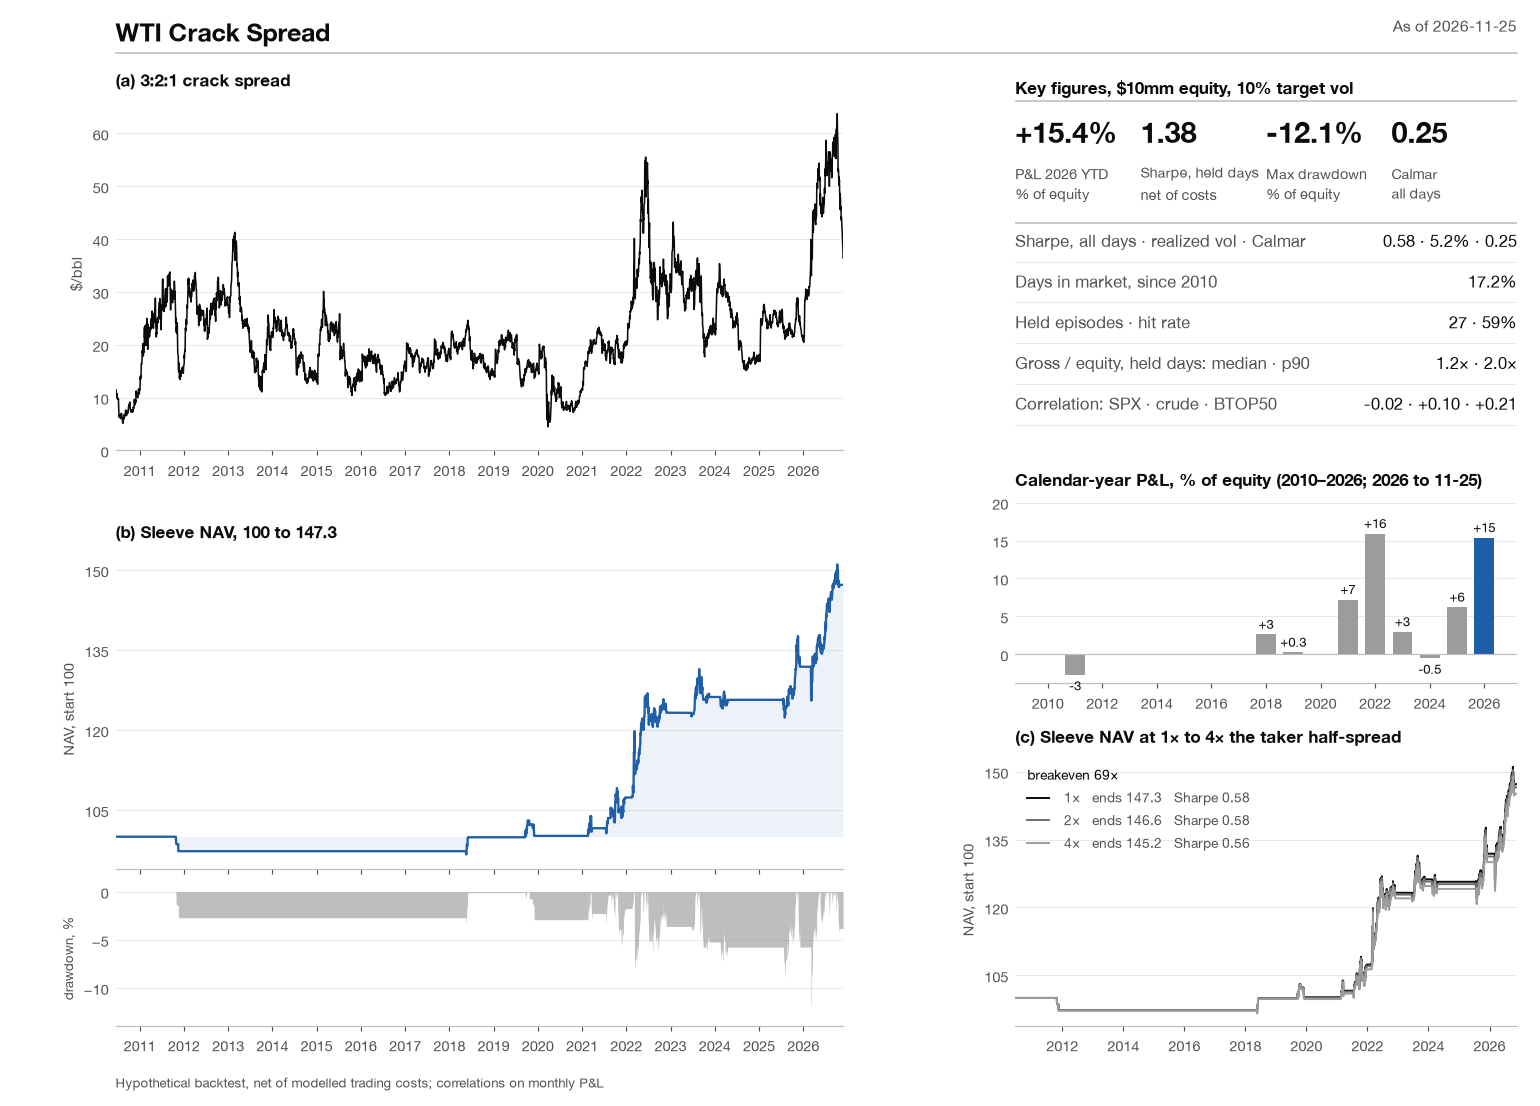 WTI Crack Spread
As of 2026-11-25
(a) 3:2:1 crack spread
$/bbl
60
50
40
30
20
10
0
2011 2012 2013 2014 2015 2016 2017 2018 2019 2020 2021 2022 2023 2024 2025 2026
(b) Sleeve NAV, 100 to 147.3
NAV, start 100
150
135
120
105
drawdown, %
0
−5
−10
2011 2012 2013 2014 2015 2016 2017 2018 2019 2020 2021 2022 2023 2024 2025 2026
Hypothetical backtest, net of modelled trading costs; correlations on monthly P&L
Key figures, $10mm equity, 10% target vol
+15.4% 1.38 -12.1% 0.25
P&L 2026 YTD Sharpe, held days Max drawdown Calmar
% of equity net of costs % of equity all days
Sharpe, all days · realized vol · Calmar 0.58 · 5.2% · 0.25
Days in market, since 2010 17.2%
Held episodes · hit rate 27 · 59%
Gross / equity, held days: median · p90 1.2× · 2.0×
Correlation: SPX · crude · BTOP50 -0.02 · +0.10 · +0.21
Calendar-year P&L, % of equity (2010–2026; 2026 to 11-25)
20
15
10
5
0
-3
+3
+0.3
+7
+16
+3
-0.5
+6
+15
2010 2012 2014 2016 2018 2020 2022 2024 2026
(c) Sleeve NAV at 1× to 4× the taker half-spread
NAV, start 100
150
135
120
105
breakeven 69×
1× ends 147.3 Sharpe 0.58
2× ends 146.6 Sharpe 0.58
4× ends 145.2 Sharpe 0.56
2012 2014 2016 2018 2020 2022 2024 2026